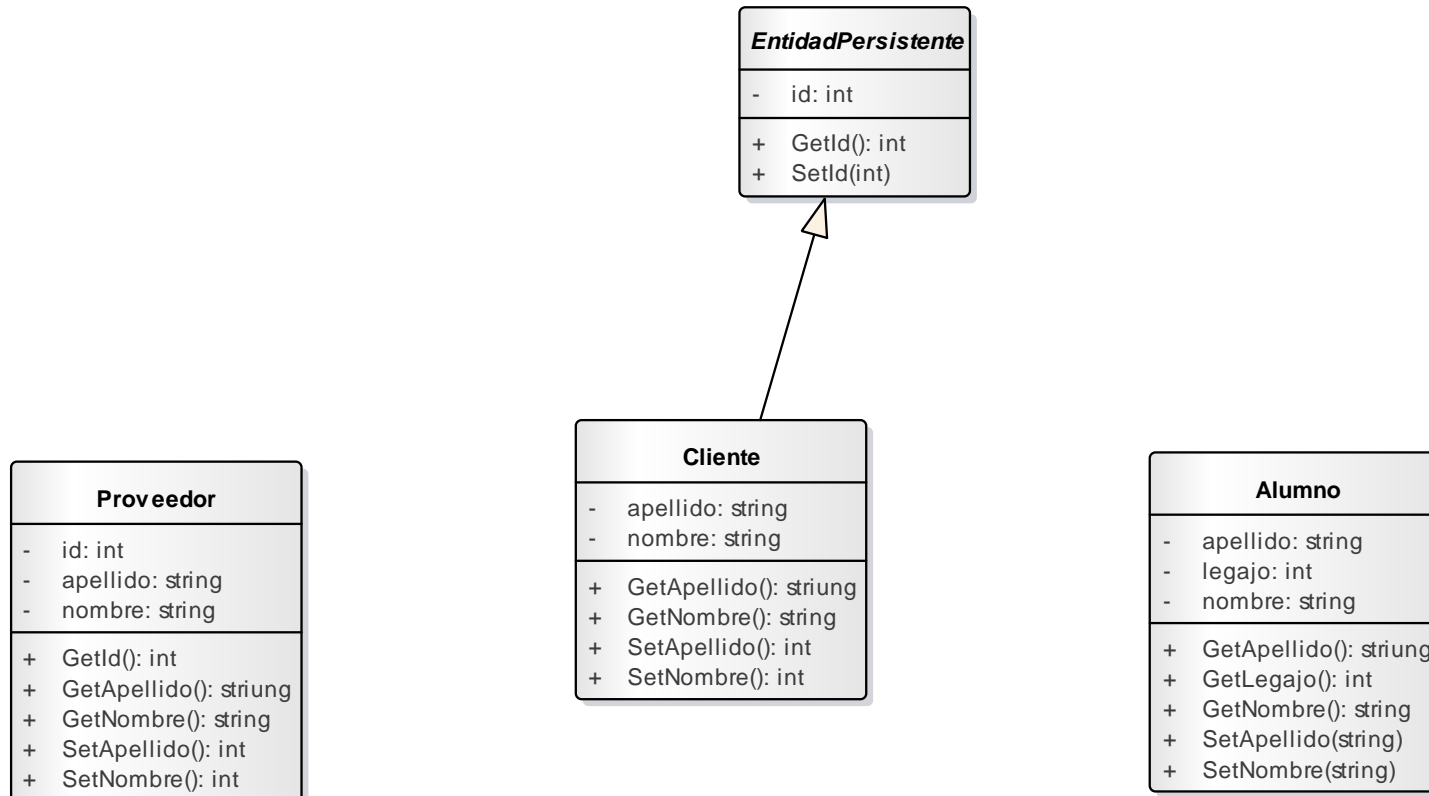 EntidadPersistente
- id: int
+ GetId(): int
+ SetId(int)
Cliente
- apellido: string
- nombre: string
+ GetApellido(): striung
+ GetNombre(): string
+ SetApellido(): int
+ SetNombre(): int
Proveedor
- id: int
- apellido: string
- nombre: string
+ GetId(): int
+ GetApellido(): striung
+ GetNombre(): string
+ SetApellido(): int
+ SetNombre(): int
Alumno
- apellido: string
- legajo: int
- nombre: string
+ GetApellido(): striung
+ GetLegajo(): int
+ GetNombre(): string
+ SetApellido(string)
+ SetNombre(string)